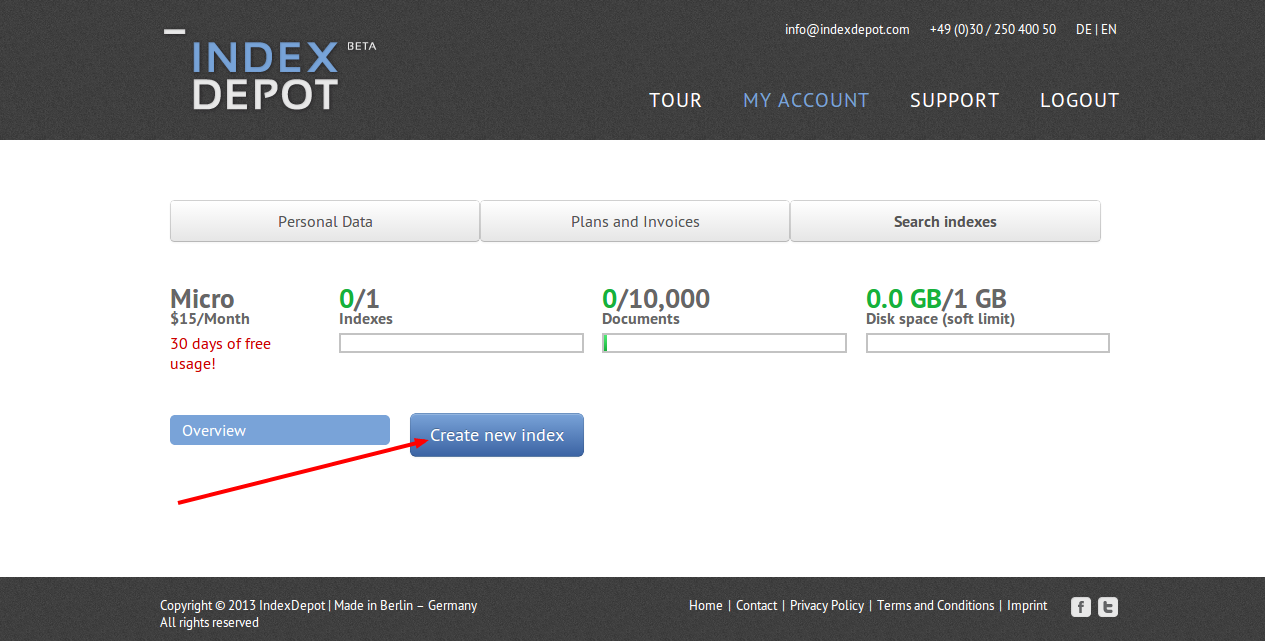 INDEX BETA
DEPOT
info@indexdepot.com +49 (0)30 / 250 400 50 DE | EN
TOUR MY ACCOUNT SUPPORT LOGOUT
Personal Data Plans and Invoices Search indexes
Micro 0/1 0/10,000 0.0 GB/1 GB
$15/Month Indexes Documents Disk space (soft limit)
30 days of free
usage!
Overview Create new index
Copyright © 2013 IndexDepot | Made in Berlin – Germany Home | Contact | Privacy Policy | Terms and Conditions | Imprint f t
All rights reserved